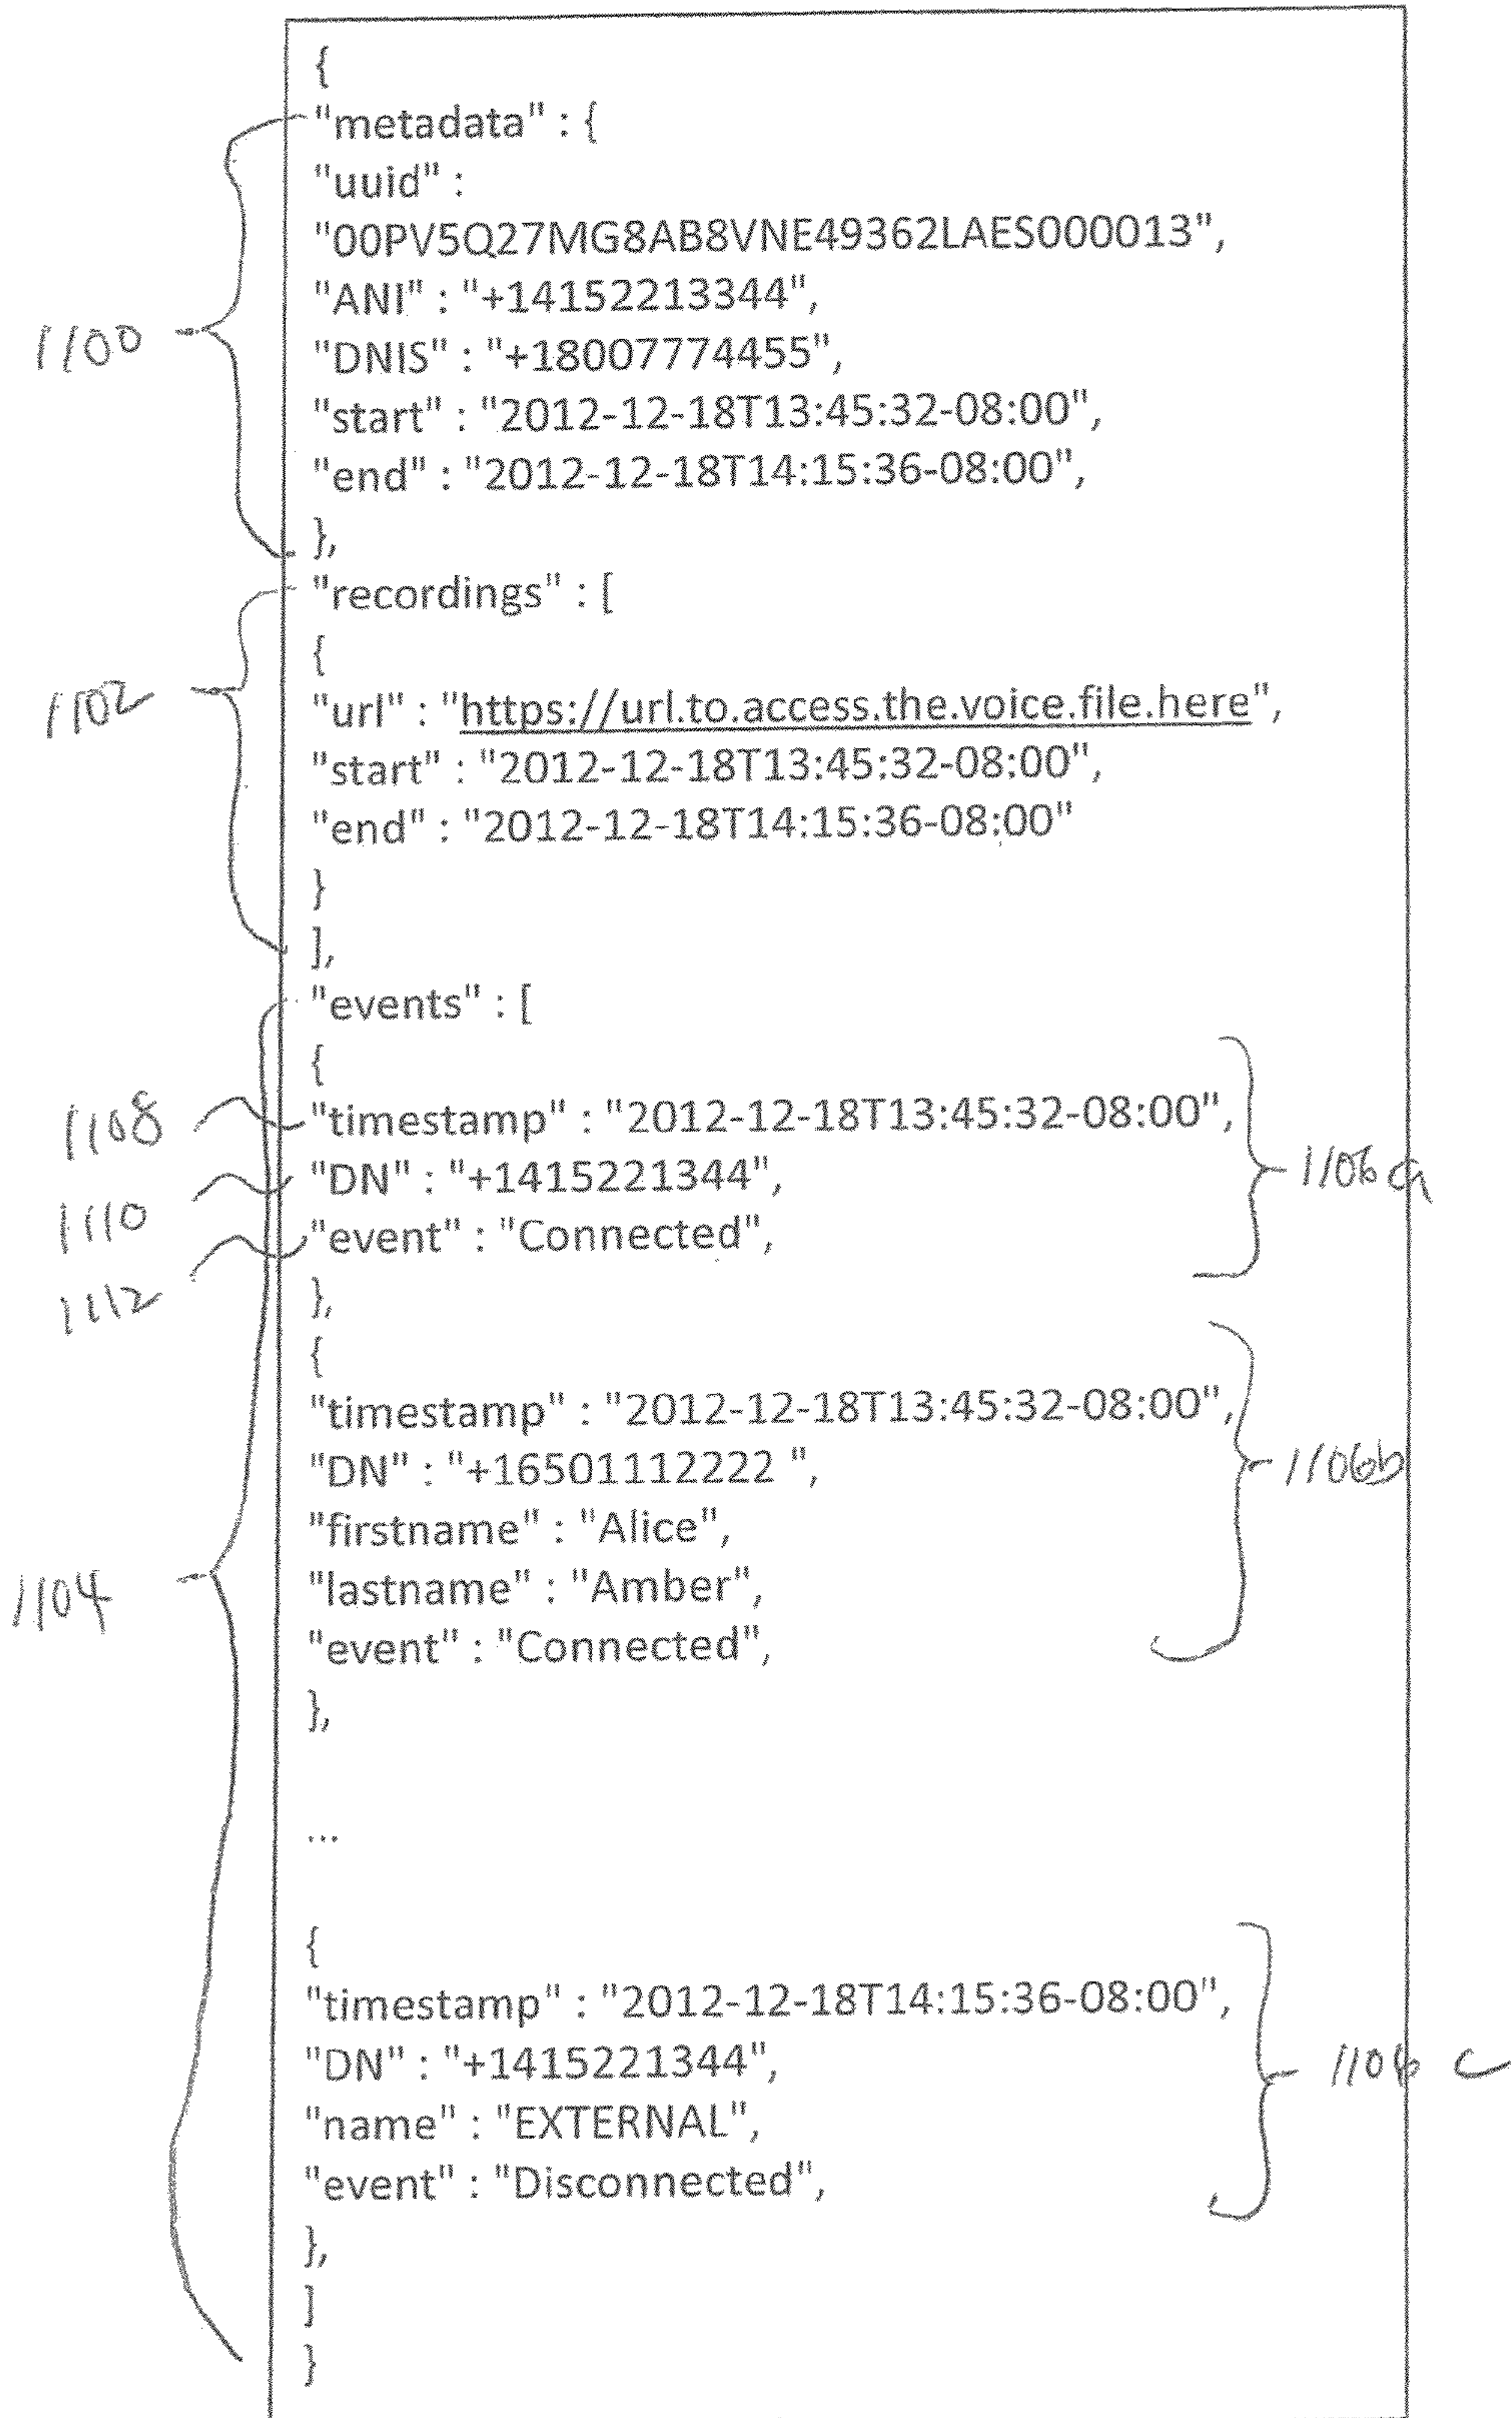 {
"metadata" : {
"uuid" :
"00PV5Q27MG8AB8VNE49362LAES000013",
"ANI" : "+14152213344",
"DNIS" : "+18007774455",
"start" : "2012-12-18T13:45:32-08:00",
"end" : "2012-12-18T14:15:36-08:00",
},
1100
"recordings" : [
{
"url" : "https://url.to.access.the.voice.file.here",
"start" : "2012-12-18T13:45:32-08:00",
"end" : "2012-12-18T14:15:36-08:00"
}
],
1102
"events" : [
{
1108 "timestamp" : "2012-12-18T13:45:32-08:00",
1110 "DN" : "+1415221344",
1112 "event" : "Connected",
},
1106a
{
"timestamp" : "2012-12-18T13:45:32-08:00",
"DN" : "+16501112222 ",
"firstname" : "Alice",
"lastname" : "Amber",
"event" : "Connected",
},
1106b
1104
...
{
"timestamp" : "2012-12-18T14:15:36-08:00",
"DN" : "+1415221344",
"name" : "EXTERNAL",
"event" : "Disconnected",
},
1106c
]
}